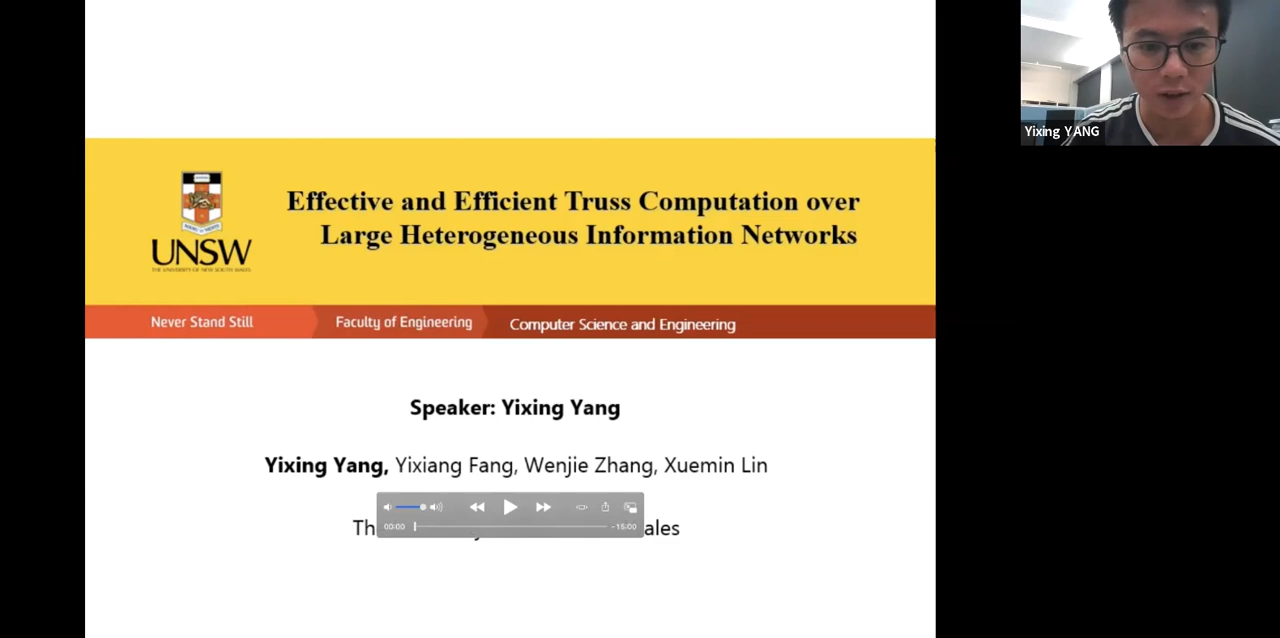 Effective and Efficient Truss Computation over
Large Heterogeneous Information Networks
UNSW
THE UNIVERSITY OF NEW SOUTH WALES
Never Stand Still
Faculty of Engineering
Computer Science and Engineering
Speaker: Yixing Yang
Yixing Yang, Yixiang Fang, Wenjie Zhang, Xuemin Lin
Th ales
00:00
-15:00
Yixing YANG